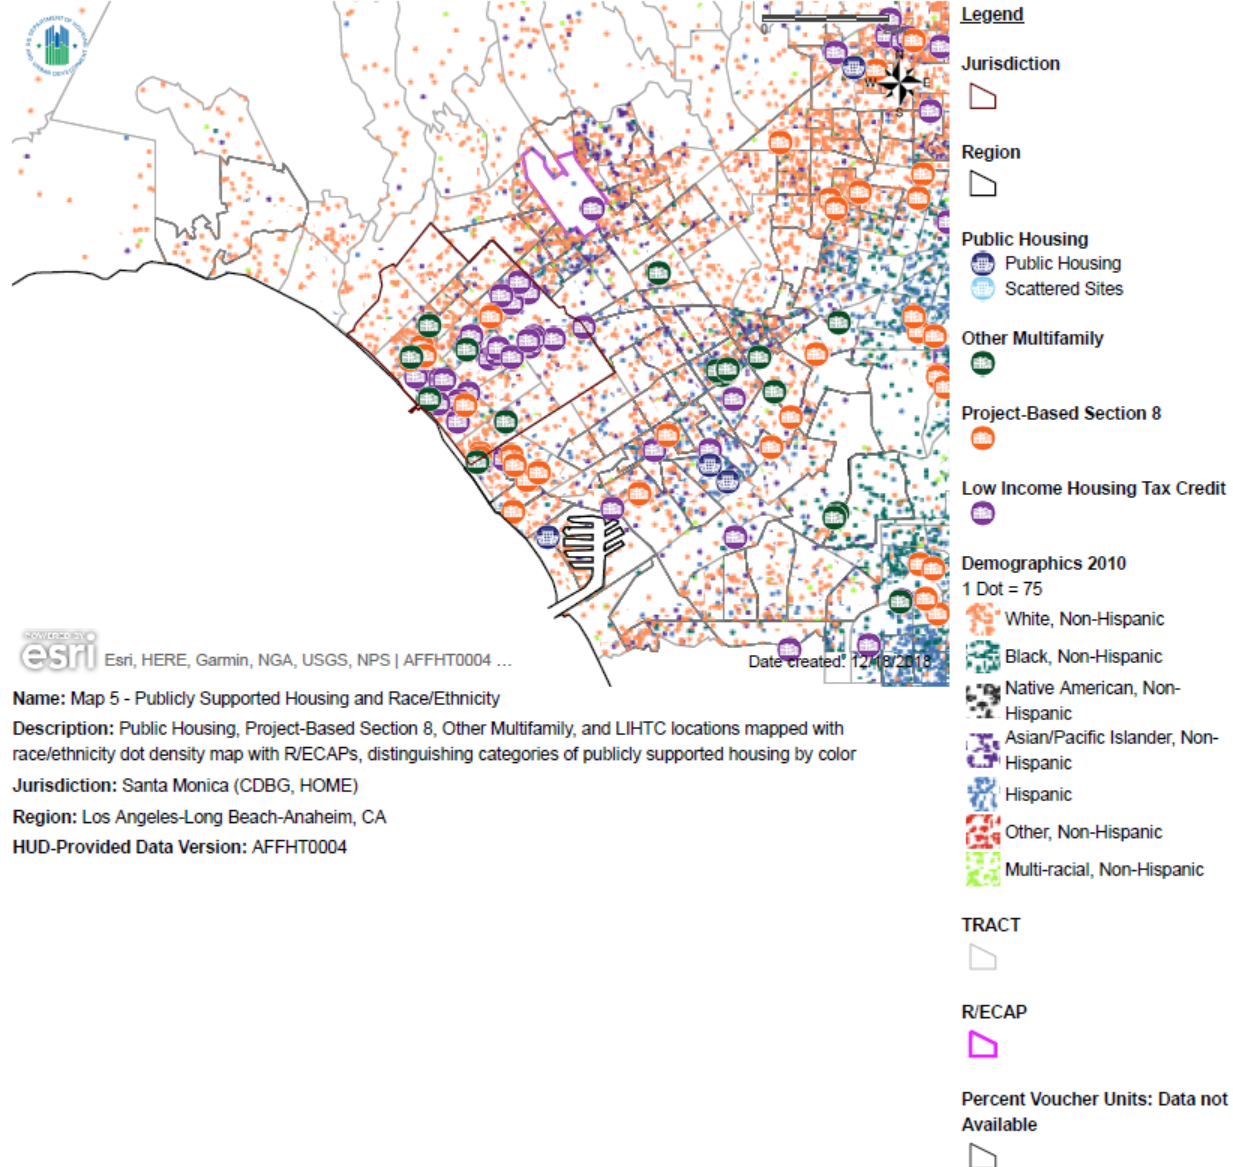 0
N
W
E
S
POWERED BY
esri
Esri, HERE, Garmin, NGA, USGS, NPS | AFFHT0004 ...
Date created: 12/18/2018
Name: Map 5 - Publicly Supported Housing and Race/Ethnicity
Description: Public Housing, Project-Based Section 8, Other Multifamily, and LIHTC locations mapped with
race/ethnicity dot density map with R/ECAPs, distinguishing categories of publicly supported housing by color
Jurisdiction: Santa Monica (CDBG, HOME)
Region: Los Angeles-Long Beach-Anaheim, CA
HUD-Provided Data Version: AFFHT0004
Legend
Jurisdiction
Region
Public Housing
Public Housing
Scattered Sites
Other Multifamily
Project-Based Section 8
Low Income Housing Tax Credit
Demographics 2010
1 Dot = 75
White, Non-Hispanic
Black, Non-Hispanic
Native American, Non-
Hispanic
Asian/Pacific Islander, Non-
Hispanic
Hispanic
Other, Non-Hispanic
Multi-racial, Non-Hispanic
TRACT
R/ECAP
Percent Voucher Units: Data not
Available